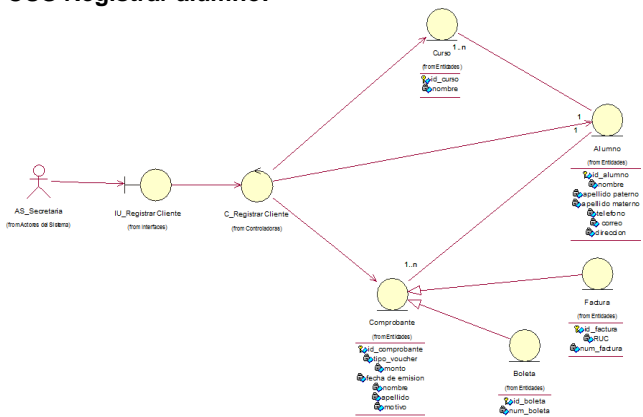 Registrar alumno.
1..n
Curso
(from Entidades)
id_curso
nombre
1
1
Alumno
(from Entidades)
id_alumno
nombre
apellido paterno
apellido materno
telefono
correo
direccion
AS_Secretaria
(from Actores del Sistema)
IU_Registrar Cliente
(from Interfaces)
C_Registrar Cliente
(from Controladoras)
1..n
Comprobante
(from Entidades)
id_comprobante
tipo_voucher
monto
fecha de emision
nombre
apellido
motivo
Factura
(from Entidades)
id_factura
RUC
num_factura
Boleta
(from Entidades)
id_boleta
num_boleta